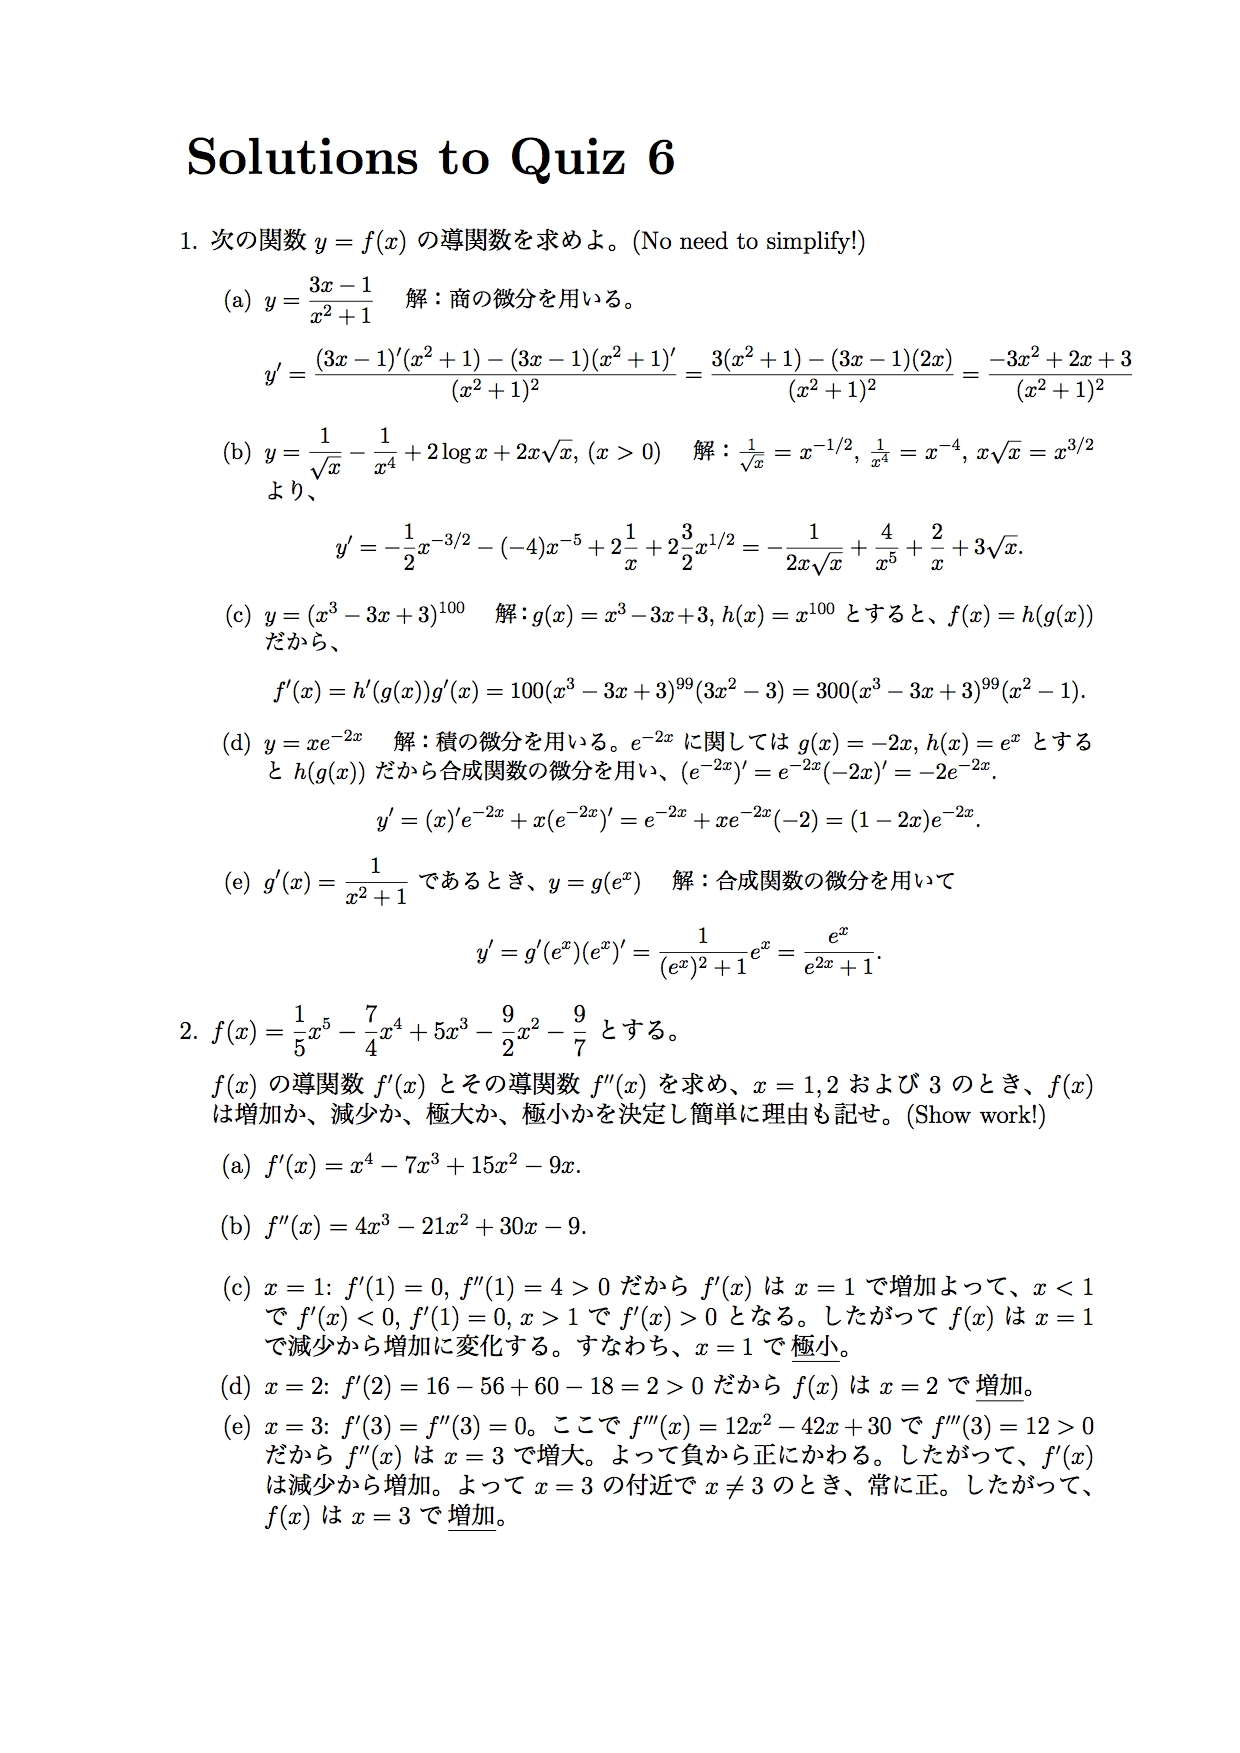 Solutions to Quiz 6
1. 次の関数 y = f(x) の導関数を求めよ。(No need to simplify!)
(a) y = \frac{3x − 1}{x^2 + 1} 解：商の微分を用いる。
y′ = \frac{(3x − 1)′(x^2 + 1) − (3x − 1)(x^2 + 1)′}{(x^2 + 1)^2} = \frac{3(x^2 + 1) − (3x − 1)(2x)}{(x^2 + 1)^2} = \frac{−3x^2 + 2x + 3}{(x^2 + 1)^2}
(b) y = \frac{1}{\sqrt{x}} − \frac{1}{x^4} + 2 log x + 2x\sqrt{x}, (x > 0) 解：\frac{1}{\sqrt{x}} = x^{−1/2}, \frac{1}{x^4} = x^{−4}, x\sqrt{x} = x^{3/2}
より、
y′ = −\frac{1}{2}x^{−3/2} − (−4)x^{−5} + 2\frac{1}{x} + 2\frac{3}{2}x^{1/2} = −\frac{1}{2x\sqrt{x}} + \frac{4}{x^5} + \frac{2}{x} + 3\sqrt{x}.
(c) y = (x^3 − 3x + 3)^{100} 解：g(x) = x^3 − 3x + 3, h(x) = x^{100} とすると、f(x) = h(g(x))
だから、
f′(x) = h′(g(x))g′(x) = 100(x^3 − 3x + 3)^{99}(3x^2 − 3) = 300(x^3 − 3x + 3)^{99}(x^2 − 1).
(d) y = xe^{−2x} 解：積の微分を用いる。e^{−2x} に関しては g(x) = −2x, h(x) = e^x とする
と h(g(x)) だから合成関数の微分を用い、(e^{−2x})′ = e^{−2x}(−2x)′ = −2e^{−2x}.
y′ = (x)′e^{−2x} + x(e^{−2x})′ = e^{−2x} + xe^{−2x}(−2) = (1 − 2x)e^{−2x}.
(e) g′(x) = \frac{1}{x^2 + 1} であるとき、y = g(e^x) 解：合成関数の微分を用いて
y′ = g′(e^x)(e^x)′ = \frac{1}{(e^x)^2 + 1}e^x = \frac{e^x}{e^{2x} + 1}.
2. f(x) = \frac{1}{5}x^5 − \frac{7}{4}x^4 + 5x^3 − \frac{9}{2}x^2 − \frac{9}{7} とする。
f(x) の導関数 f′(x) とその導関数 f″(x) を求め、x = 1, 2 および 3 のとき、f(x)
は増加か、減少か、極大か、極小かを決定し簡単に理由も記せ。(Show work!)
(a) f′(x) = x^4 − 7x^3 + 15x^2 − 9x.
(b) f″(x) = 4x^3 − 21x^2 + 30x − 9.
(c) x = 1: f′(1) = 0, f″(1) = 4 > 0 だから f′(x) は x = 1 で増加よって、x < 1
で f′(x) < 0, f′(1) = 0, x > 1 で f′(x) > 0 となる。したがって f(x) は x = 1
で減少から増加に変化する。すなわち、x = 1 で極小。
(d) x = 2: f′(2) = 16 − 56 + 60 − 18 = 2 > 0 だから f(x) は x = 2 で増加。
(e) x = 3: f′(3) = f″(3) = 0。ここで f‴(x) = 12x^2 − 42x + 30 で f‴(3) = 12 > 0
だから f″(x) は x = 3 で増大。よって負から正にかわる。したがって、f′(x)
は減少から増加。よって x = 3 の付近で x ≠ 3 のとき、常に正。したがって、
f(x) は x = 3 で増加。